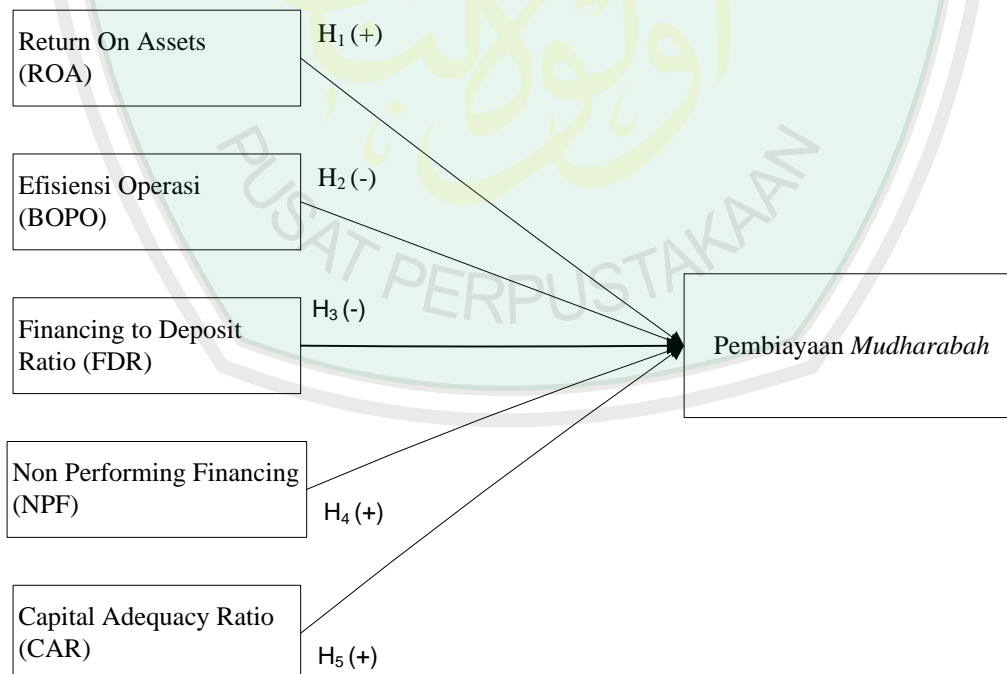 Return On Assets
(ROA)
H₁ (+)
Efisiensi Operasi
(BOPO)
H₂ (-)
Financing to Deposit
Ratio (FDR)
H₃ (-)
Pembiayaan Mudharabah
Non Performing Financing
(NPF)
H₄ (+)
Capital Adequacy Ratio
(CAR)
H₅ (+)
PUSAT PERPUSTAKAAN